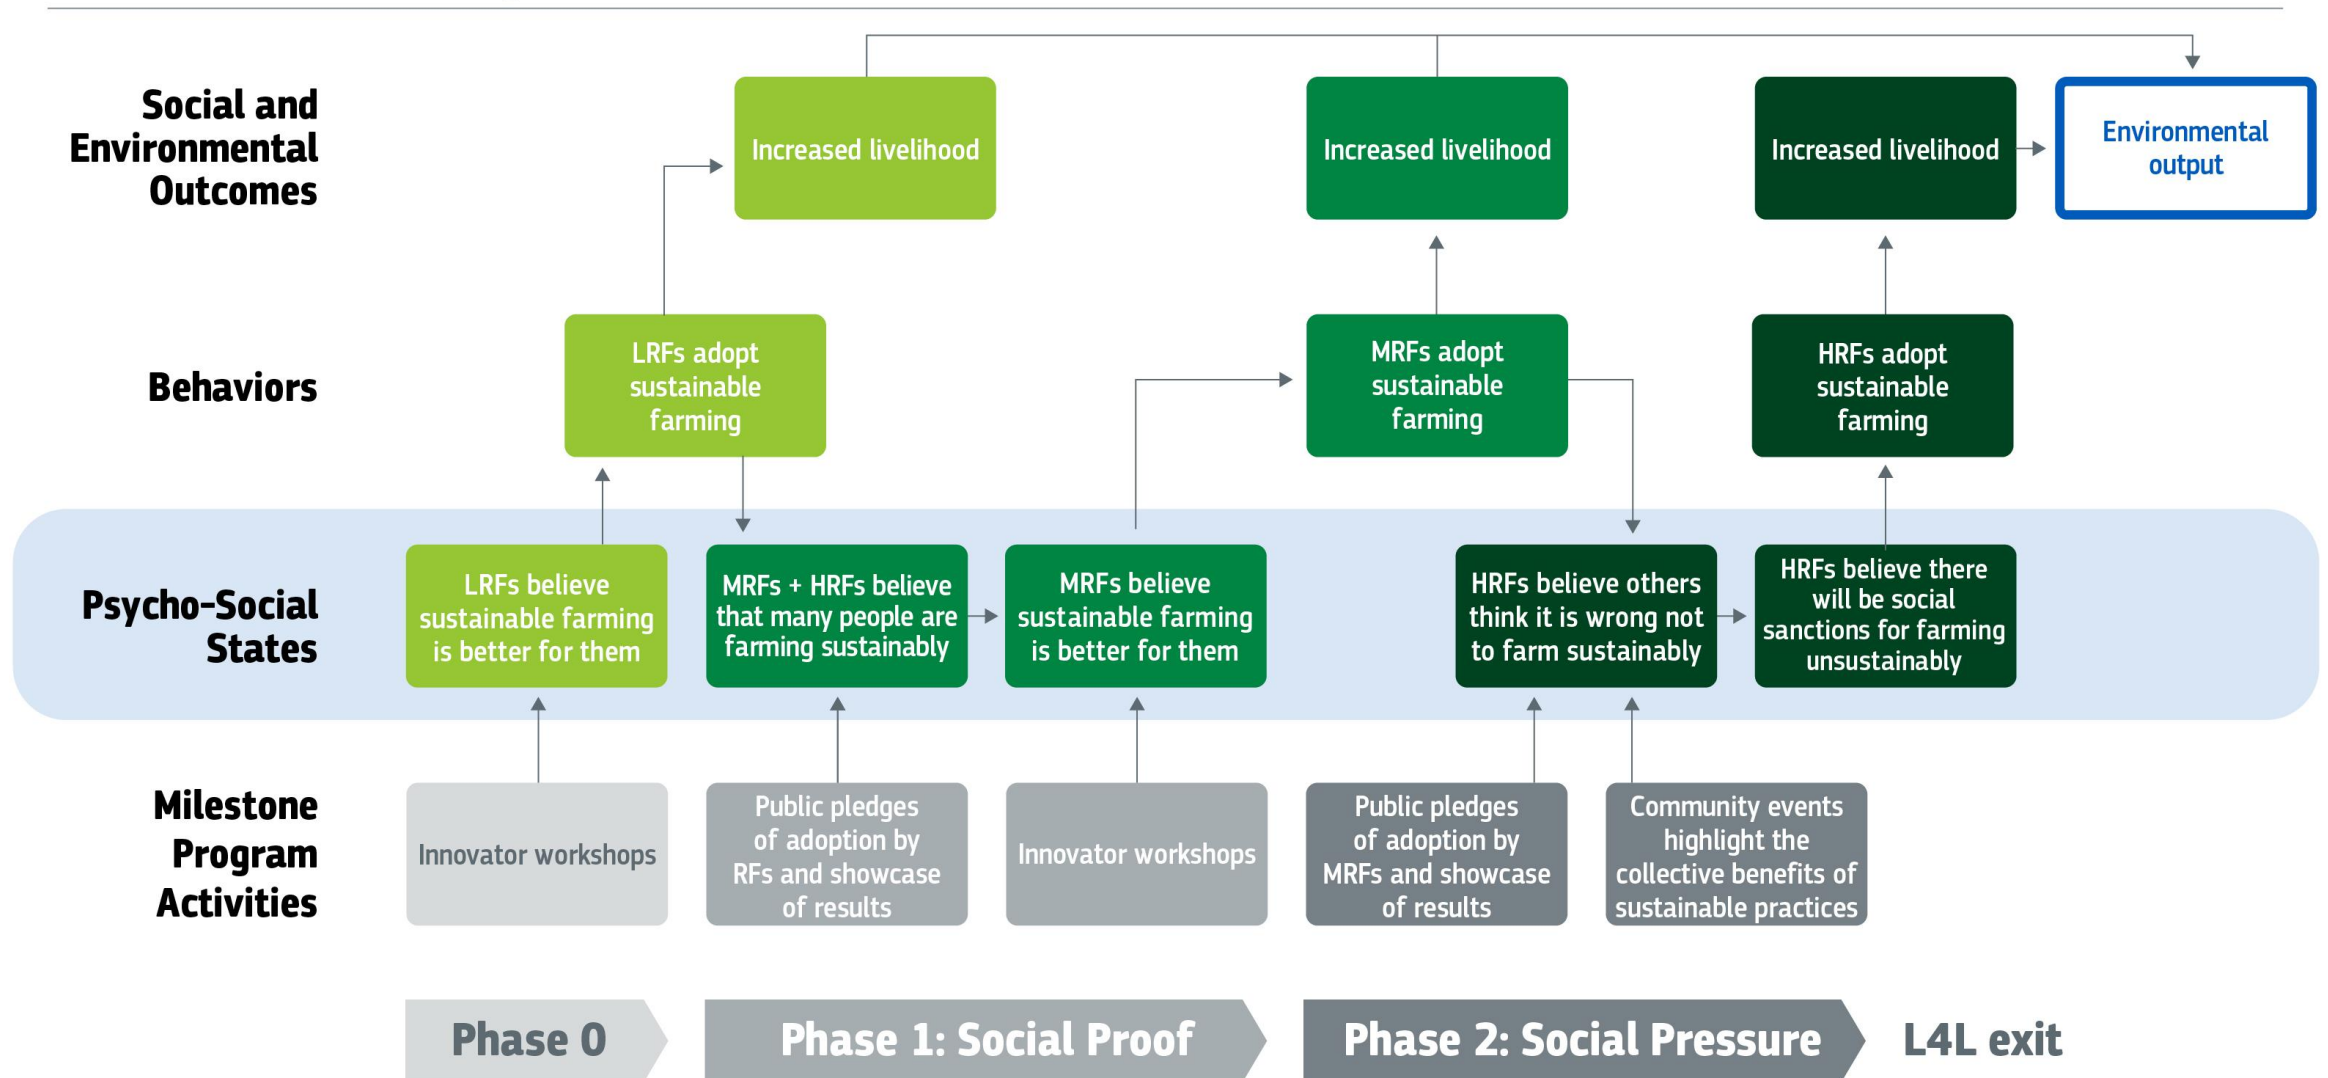 Social and
Environmental
Outcomes
Increased livelihood
Increased livelihood
Increased livelihood
Environmental
output
Behaviors
LRFs adopt
sustainable
farming
MRFs adopt
sustainable
farming
HRFs adopt
sustainable
farming
Psycho-Social
States
LRFs believe
sustainable farming
is better for them
MRFs + HRFs believe
that many people are
farming sustainably
MRFs believe
sustainable farming
is better for them
HRFs believe others
think it is wrong not
to farm sustainably
HRFs believe there
will be social
sanctions for farming
unsustainably
Milestone
Program
Activities
Innovator workshops
Public pledges
of adoption by
RFs and showcase
of results
Innovator workshops
Public pledges
of adoption by
MRFs and showcase
of results
Community events
highlight the
collective benefits of
sustainable practices
Phase 0
Phase 1: Social Proof
Phase 2: Social Pressure
L4L exit